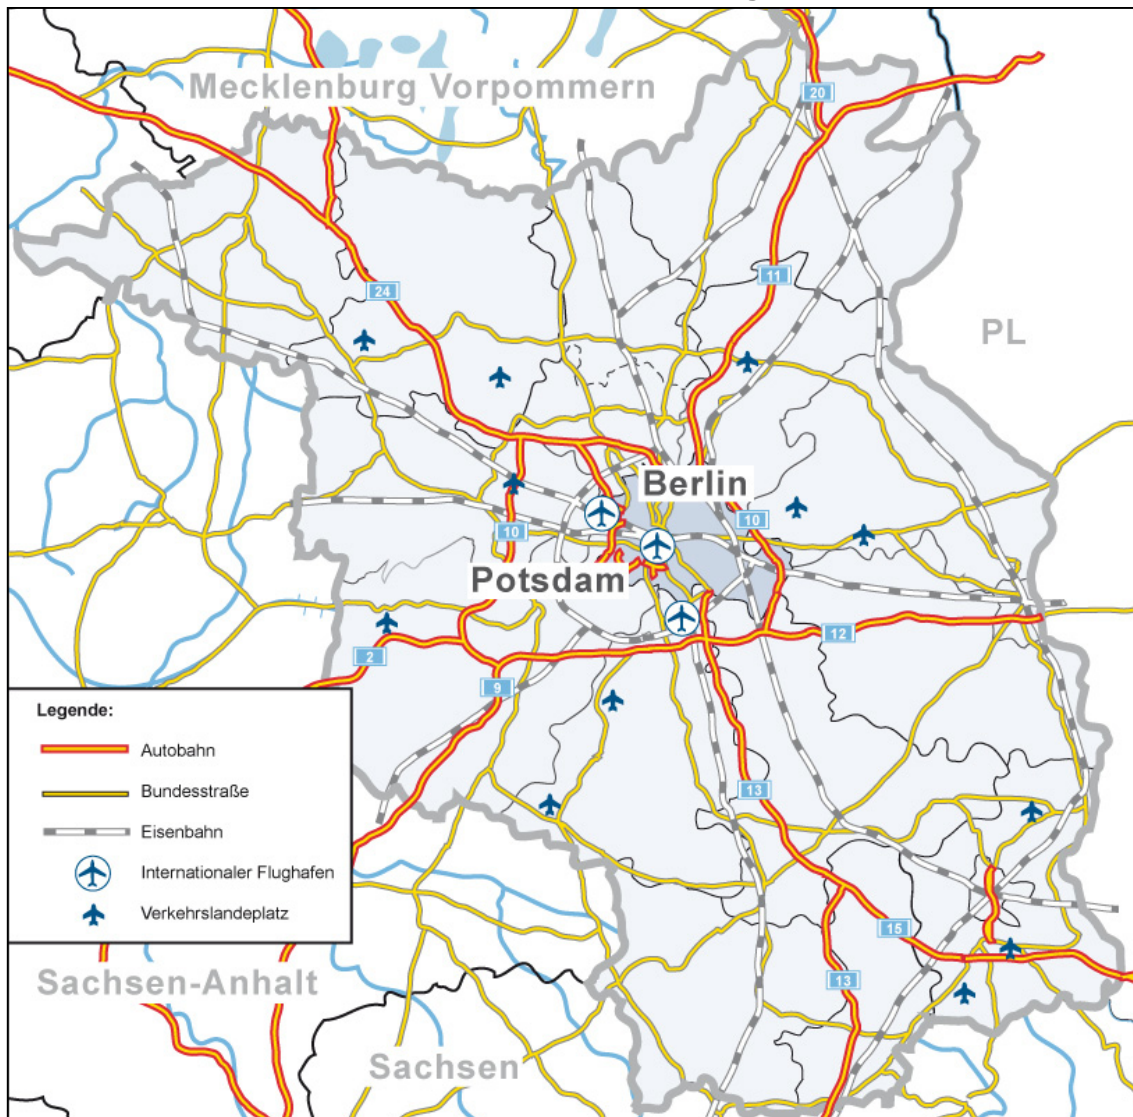 Mecklenburg Vorpommern
20
11
24
PL
Berlin
10
10
Potsdam
12
2
9
Legende:
Autobahn
Bundesstraße
Eisenbahn
Internationaler Flughafen
Verkehrslandeplatz
13
15
13
Sachsen-Anhalt
Sachsen